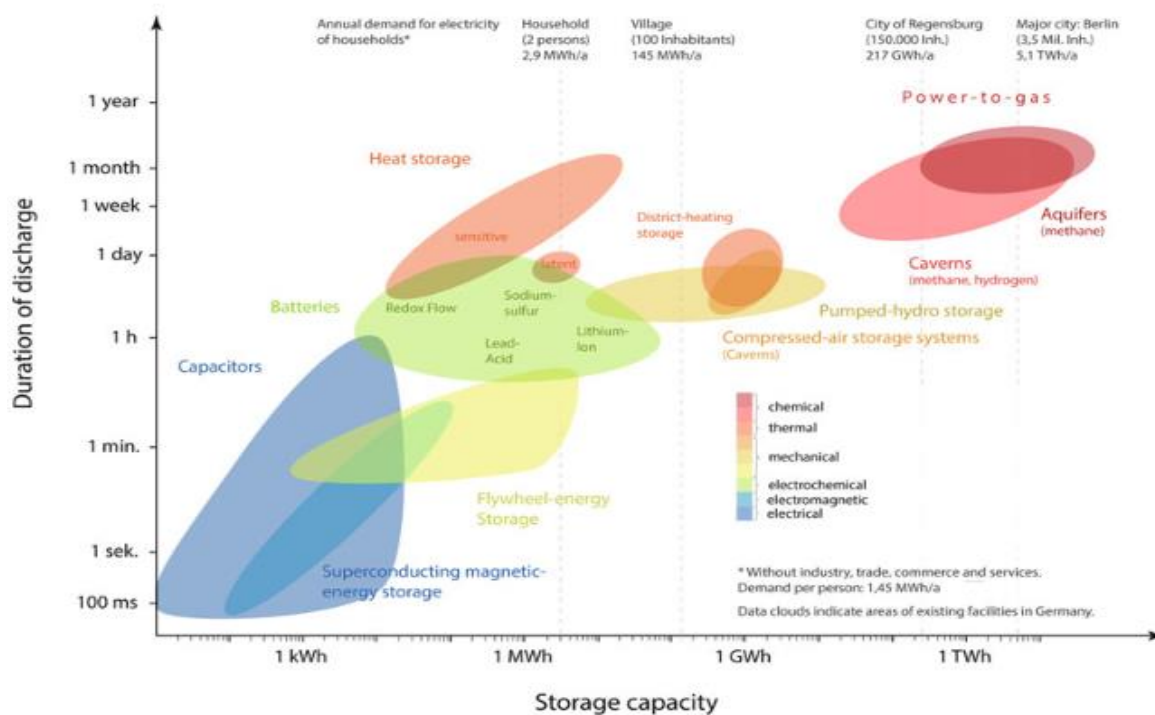 Annual demand for electricity
of households*
Household
(2 persons)
2,9 MWh/a
Village
(100 Inhabitants)
145 MWh/a
City of Regensburg
(150.000 Inh.)
217 GWh/a
Major city: Berlin
(3,5 Mil. Inh.)
5,1 TWh/a
Duration of discharge
1 year
1 month
1 week
1 day
1 h
1 min.
1 sek.
100 ms
Power-to-gas
Heat storage
sensitive
latent
District-heating
storage
Aquifers
(methane)
Caverns
(methane, hydrogen)
Batteries
Redox Flow
Sodium-
sulfur
Lead-
Acid
Lithium-
Ion
Pumped-hydro storage
Compressed-air storage systems
(Caverns)
Capacitors
Flywheel-energy
Storage
Superconducting magnetic-
energy storage
chemical
thermal
mechanical
electrochemical
electromagnetic
electrical
* Without industry, trade, commerce and services.
Demand per person: 1,45 MWh/a
Data clouds indicate areas of existing facilities in Germany.
1 kWh
1 MWh
1 GWh
1 TWh
Storage capacity